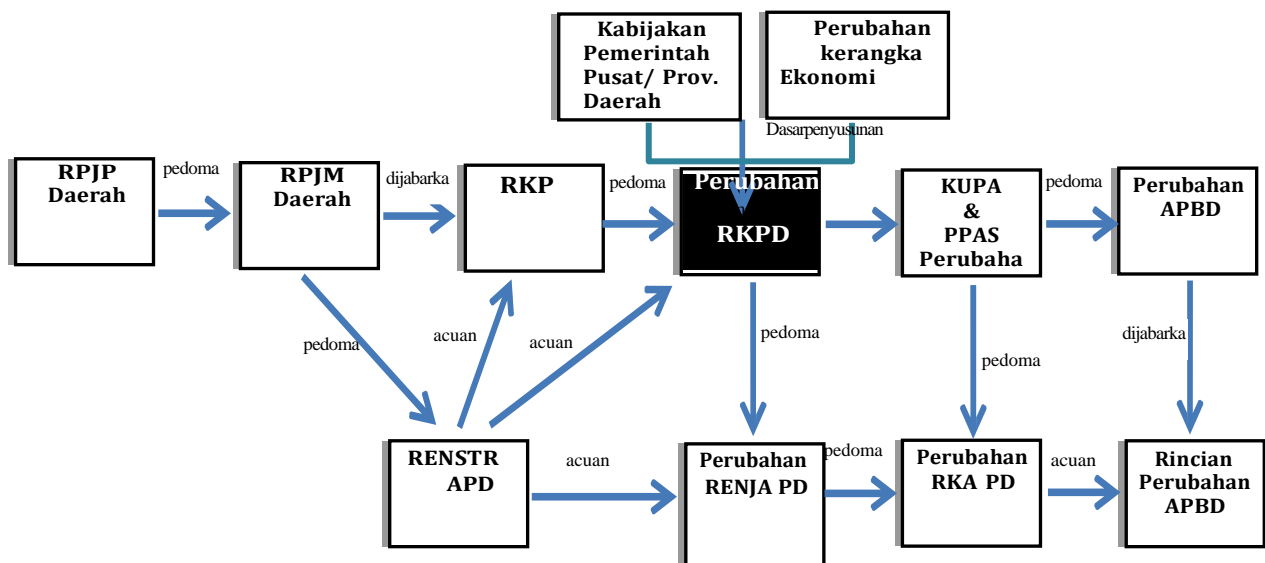 Kabijakan
Pemerintah
Pusat/ Prov.
Daerah
Perubahan
kerangka
Ekonomi
Dasarpenyusunan
RPJP
Daerah
pedoma
RPJM
Daerah
dijabarka
RKP
pedoma
Perubahan
RKPD
KUPA
&
PPAS
Perubaha
pedoma
Perubahan
APBD
pedoma
acuan
acuan
pedoma
pedoma
dijabarka
RENSTR
APD
acuan
Perubahan
RENJA PD
pedoma
Perubahan
RKA PD
acuan
Rincian
Perubahan
APBD